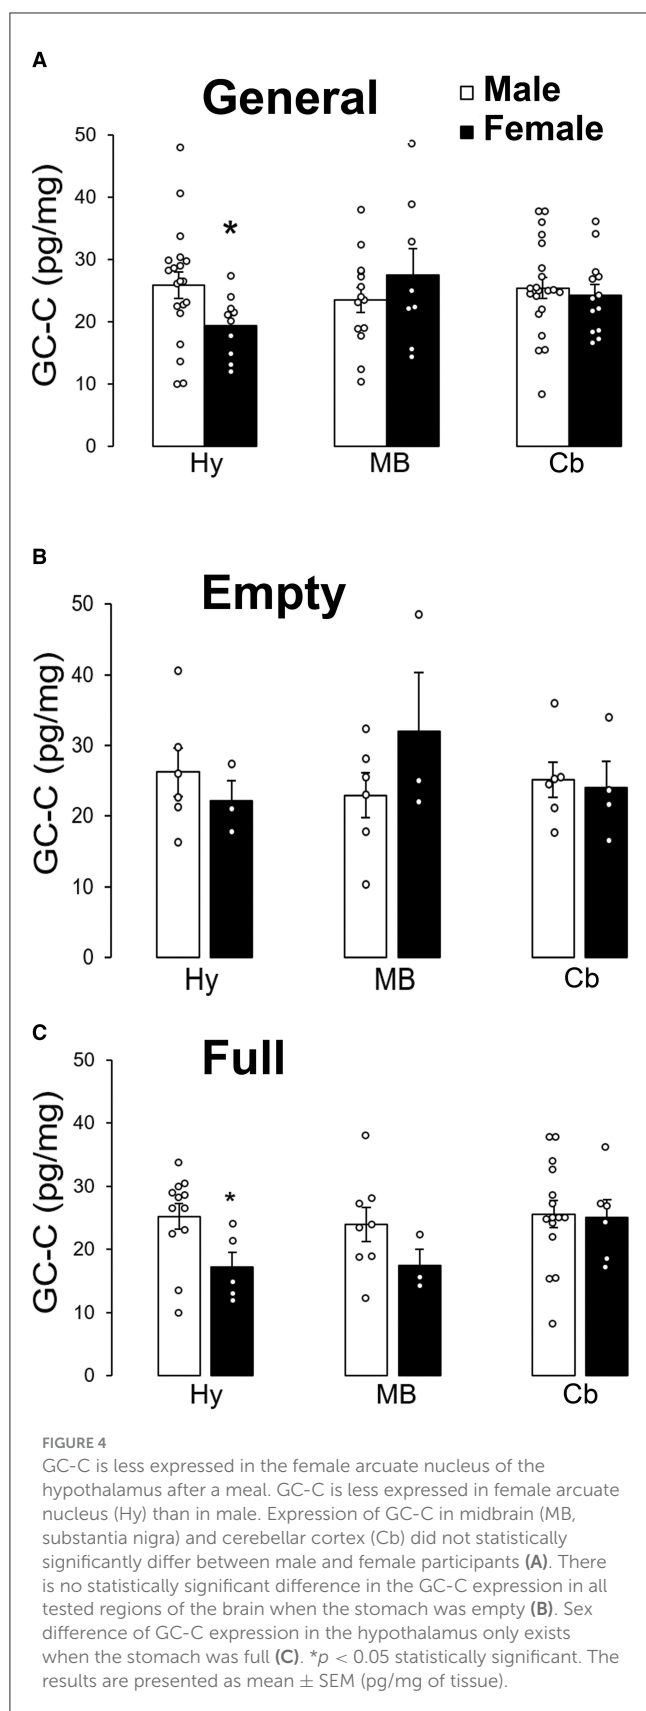 A
General
Male
Female
50
40
30
20
10
0
GC-C (pg/mg)
*
Hy
MB
Cb
B
Empty
50
40
30
20
10
0
GC-C (pg/mg)
Hy
MB
Cb
C
Full
50
40
30
20
10
0
GC-C (pg/mg)
*
Hy
MB
Cb
FIGURE 4
GC-C is less expressed in the female arcuate nucleus of the
hypothalamus after a meal. GC-C is less expressed in female arcuate
nucleus (Hy) than in male. Expression of GC-C in midbrain (MB,
substantia nigra) and cerebellar cortex (Cb) did not statistically
significantly differ between male and female participants (A). There
is no statistically significant difference in the GC-C expression in all
tested regions of the brain when the stomach was empty (B). Sex
difference of GC-C expression in the hypothalamus only exists
when the stomach was full (C). *p < 0.05 statistically significant. The
results are presented as mean ± SEM (pg/mg of tissue).